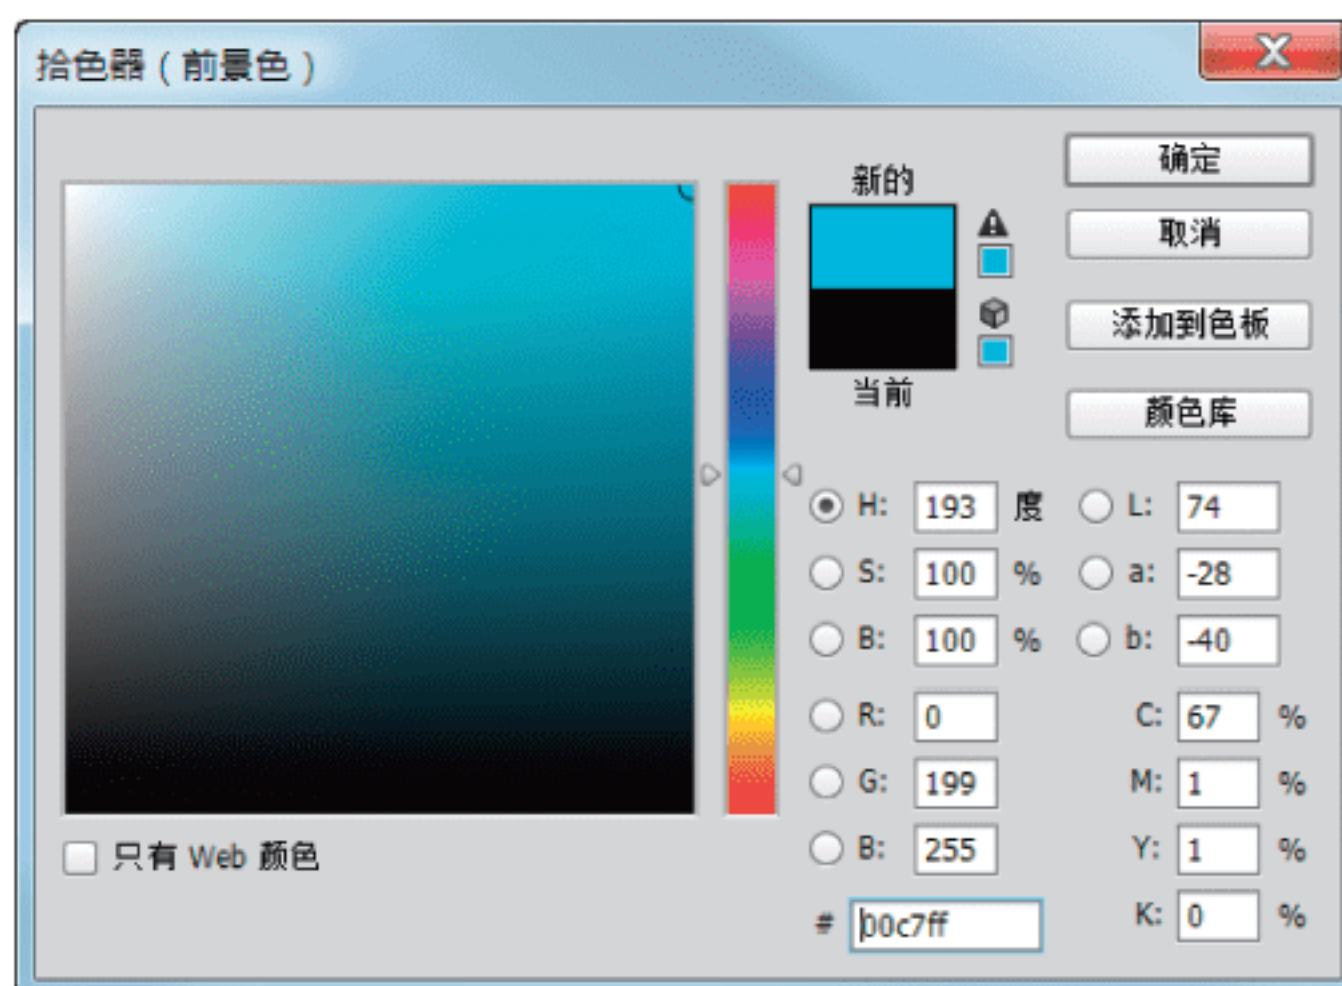 拾色器（前景色）
新的
当前
确定
取消
添加到色板
颜色库
H: 193 度
S: 100 %
B: 100 %
R: 0
G: 199
B: 255
# 00c7ff
L: 74
a: -28
b: -40
C: 67 %
M: 1 %
Y: 1 %
K: 0 %
只有 Web 颜色